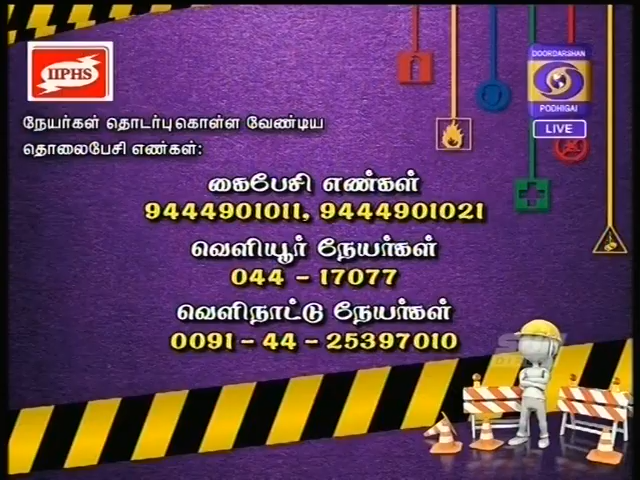 IIPHS
DOORDARSHAN
PODHIGAI
LIVE
நேயர்கள் தொடர்புகொள்ள வேண்டிய
தொலைபேசி எண்கள்:
கைபேசி எண்கள்
9444901011, 9444901021
வெளியூர் நேயர்கள்
044 - 17077
வெளிநாட்டு நேயர்கள்
0091 - 44 - 25397010